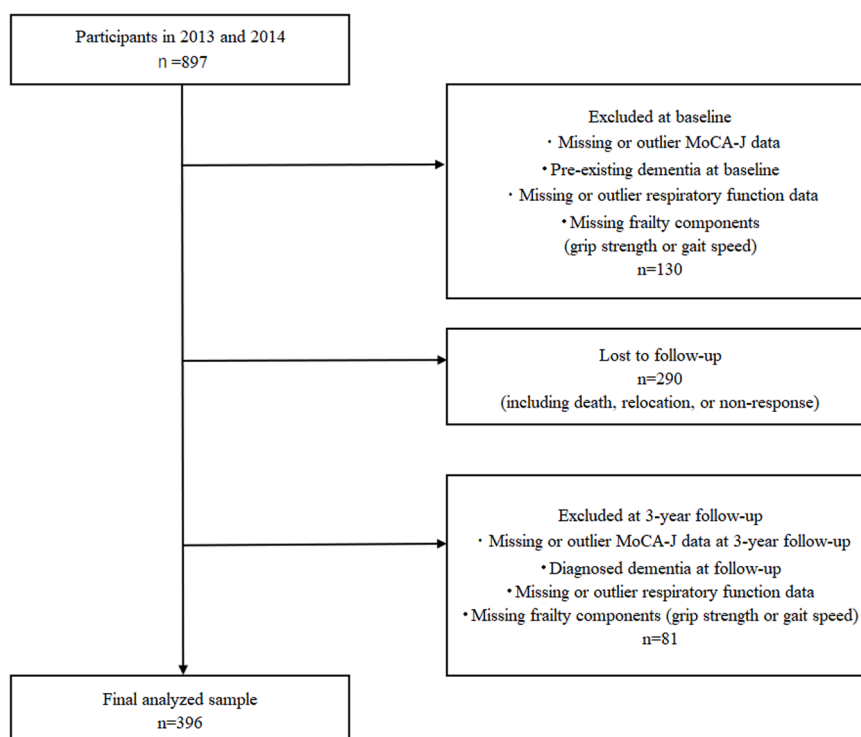 Participants in 2013 and 2014
n =897
Excluded at baseline
・Missing or outlier MoCA-J data
・Pre-existing dementia at baseline
・Missing or outlier respiratory function data
・Missing frailty components
(grip strength or gait speed)
n=130
Lost to follow-up
n=290
(including death, relocation, or non-response)
Excluded at 3-year follow-up
・Missing or outlier MoCA-J data at 3-year follow-up
・Diagnosed dementia at follow-up
・Missing or outlier respiratory function data
・Missing frailty components (grip strength or gait speed)
n=81
Final analyzed sample
n=396